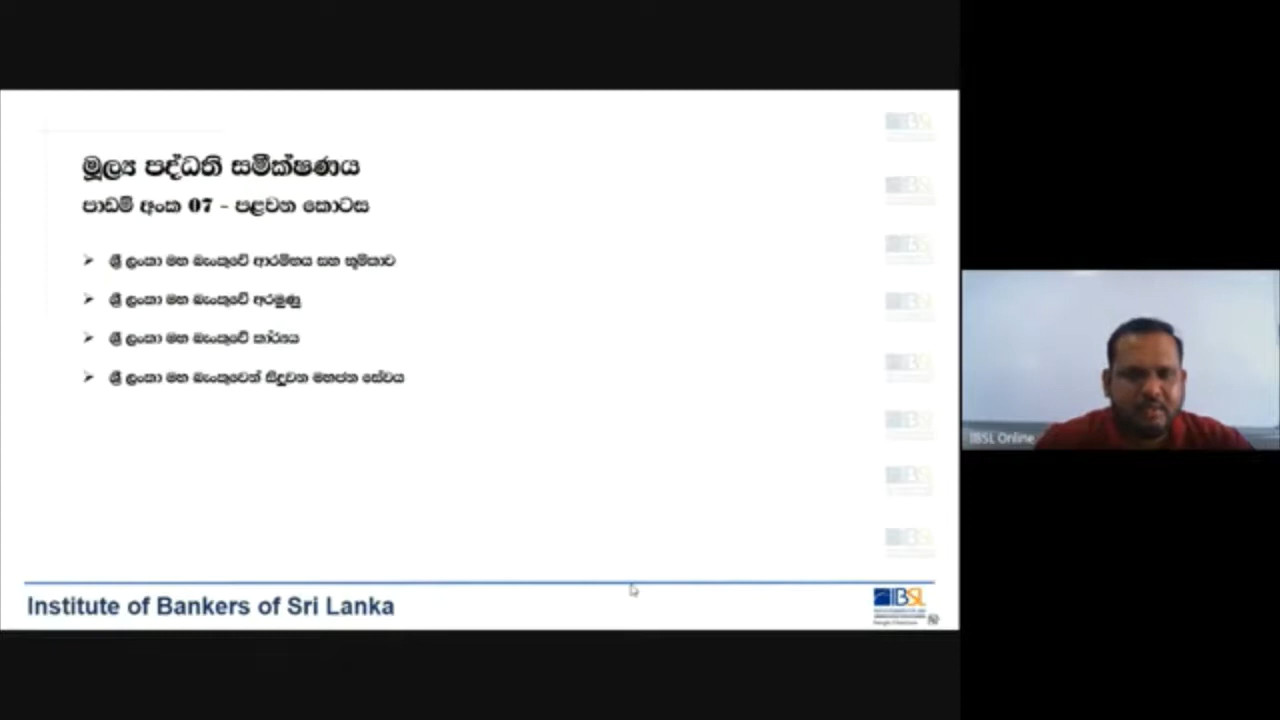 මූල්‍ය පද්ධති සමීක්ෂණය
පාඩම් අංක 07 - පළවන කොටස
➢ ශ්‍රී ලංකා මහ බැංකුවේ ආරම්භය සහ භූමිකාව
➢ ශ්‍රී ලංකා මහ බැංකුවේ අරමුණු
➢ ශ්‍රී ලංකා මහ බැංකුවේ කාර්ය​ය
➢ ශ්‍රී ලංකා මහ බැංකුවෙන් සිදුවන මහජන සේවය
Institute of Bankers of Sri Lanka
IBSL
IBSL Online